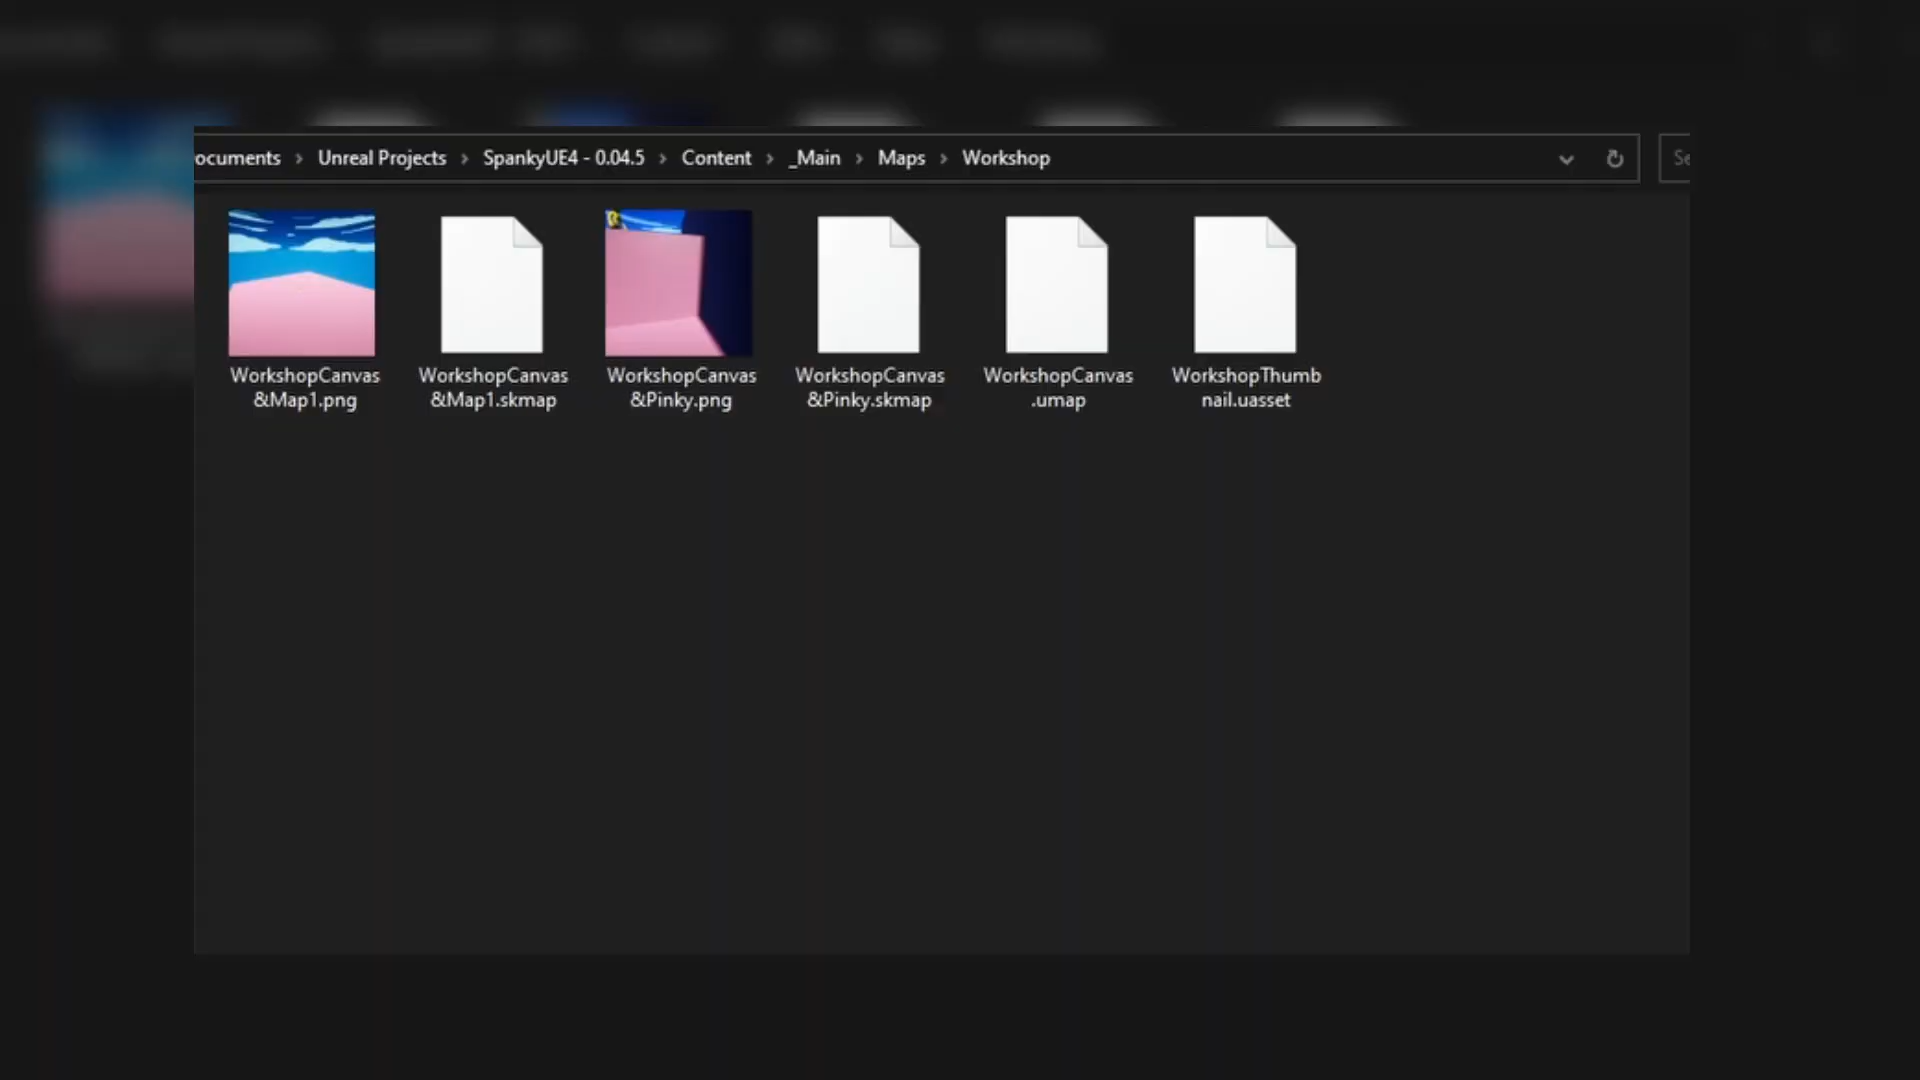 ocuments › Unreal Projects › SpankyUE4 - 0.04.5 › Content › _Main › Maps › Workshop
Se
WorkshopCanvas
&Map1.png
WorkshopCanvas
&Map1.skmap
WorkshopCanvas
&Pinky.png
WorkshopCanvas
&Pinky.skmap
WorkshopCanvas
.umap
WorkshopThumb
nail.uasset